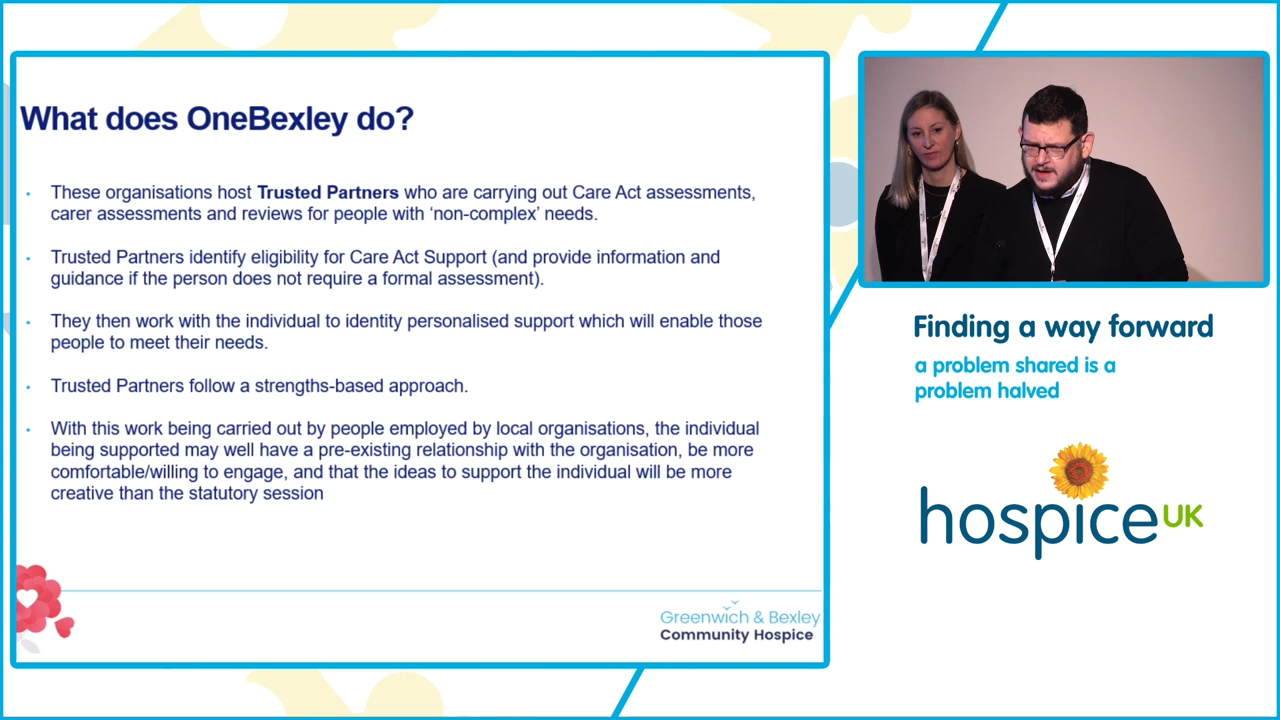 What does OneBexley do?
These organisations host Trusted Partners who are carrying out Care Act assessments,
carer assessments and reviews for people with ‘non-complex’ needs.
Trusted Partners identify eligibility for Care Act Support (and provide information and
guidance if the person does not require a formal assessment).
They then work with the individual to identity personalised support which will enable those
people to meet their needs.
Trusted Partners follow a strengths-based approach.
With this work being carried out by people employed by local organisations, the individual
being supported may well have a pre-existing relationship with the organisation, be more
comfortable/willing to engage, and that the ideas to support the individual will be more
creative than the statutory session
Greenwich & Bexley
Community Hospice
Finding a way forward
a problem shared is a
problem halved
hospice UK